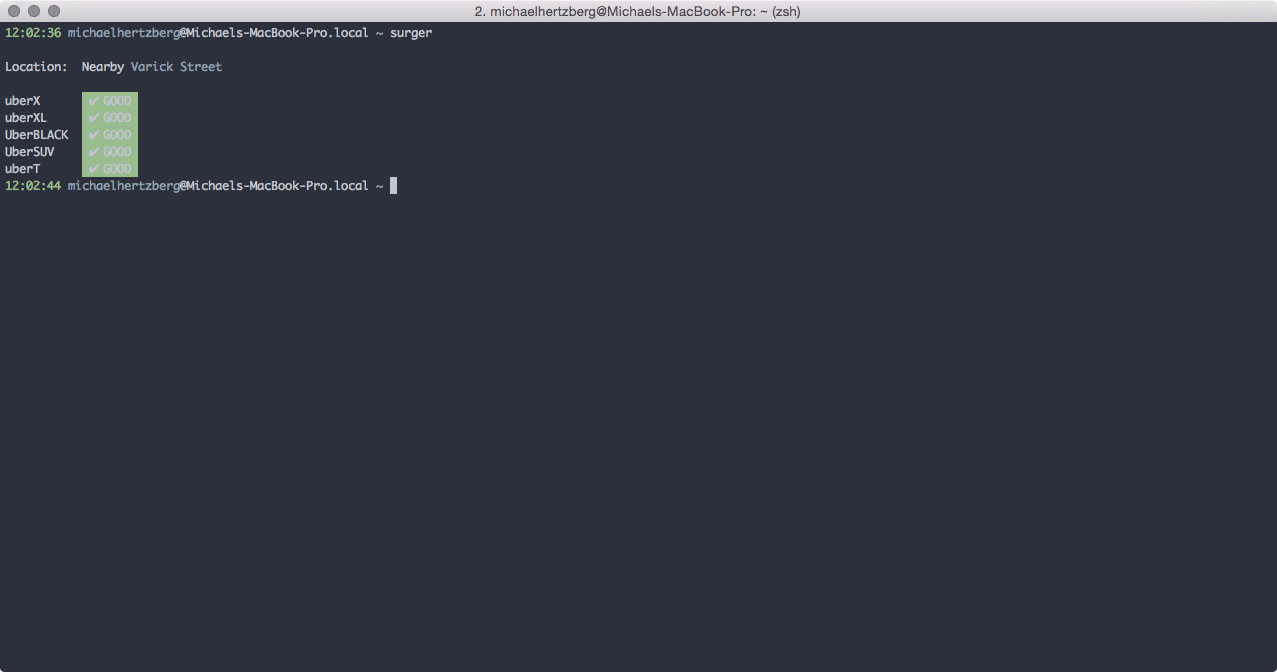 2. michaelhertzberg@Michaels-MacBook-Pro: ~ (zsh)
12:02:36 michaelhertzberg@Michaels-MacBook-Pro.local ~ surger
Location: Nearby Varick Street
uberX ✔ GOOD
uberXL ✔ GOOD
UberBLACK ✔ GOOD
UberSUV ✔ GOOD
uberT ✔ GOOD
12:02:44 michaelhertzberg@Michaels-MacBook-Pro.local ~